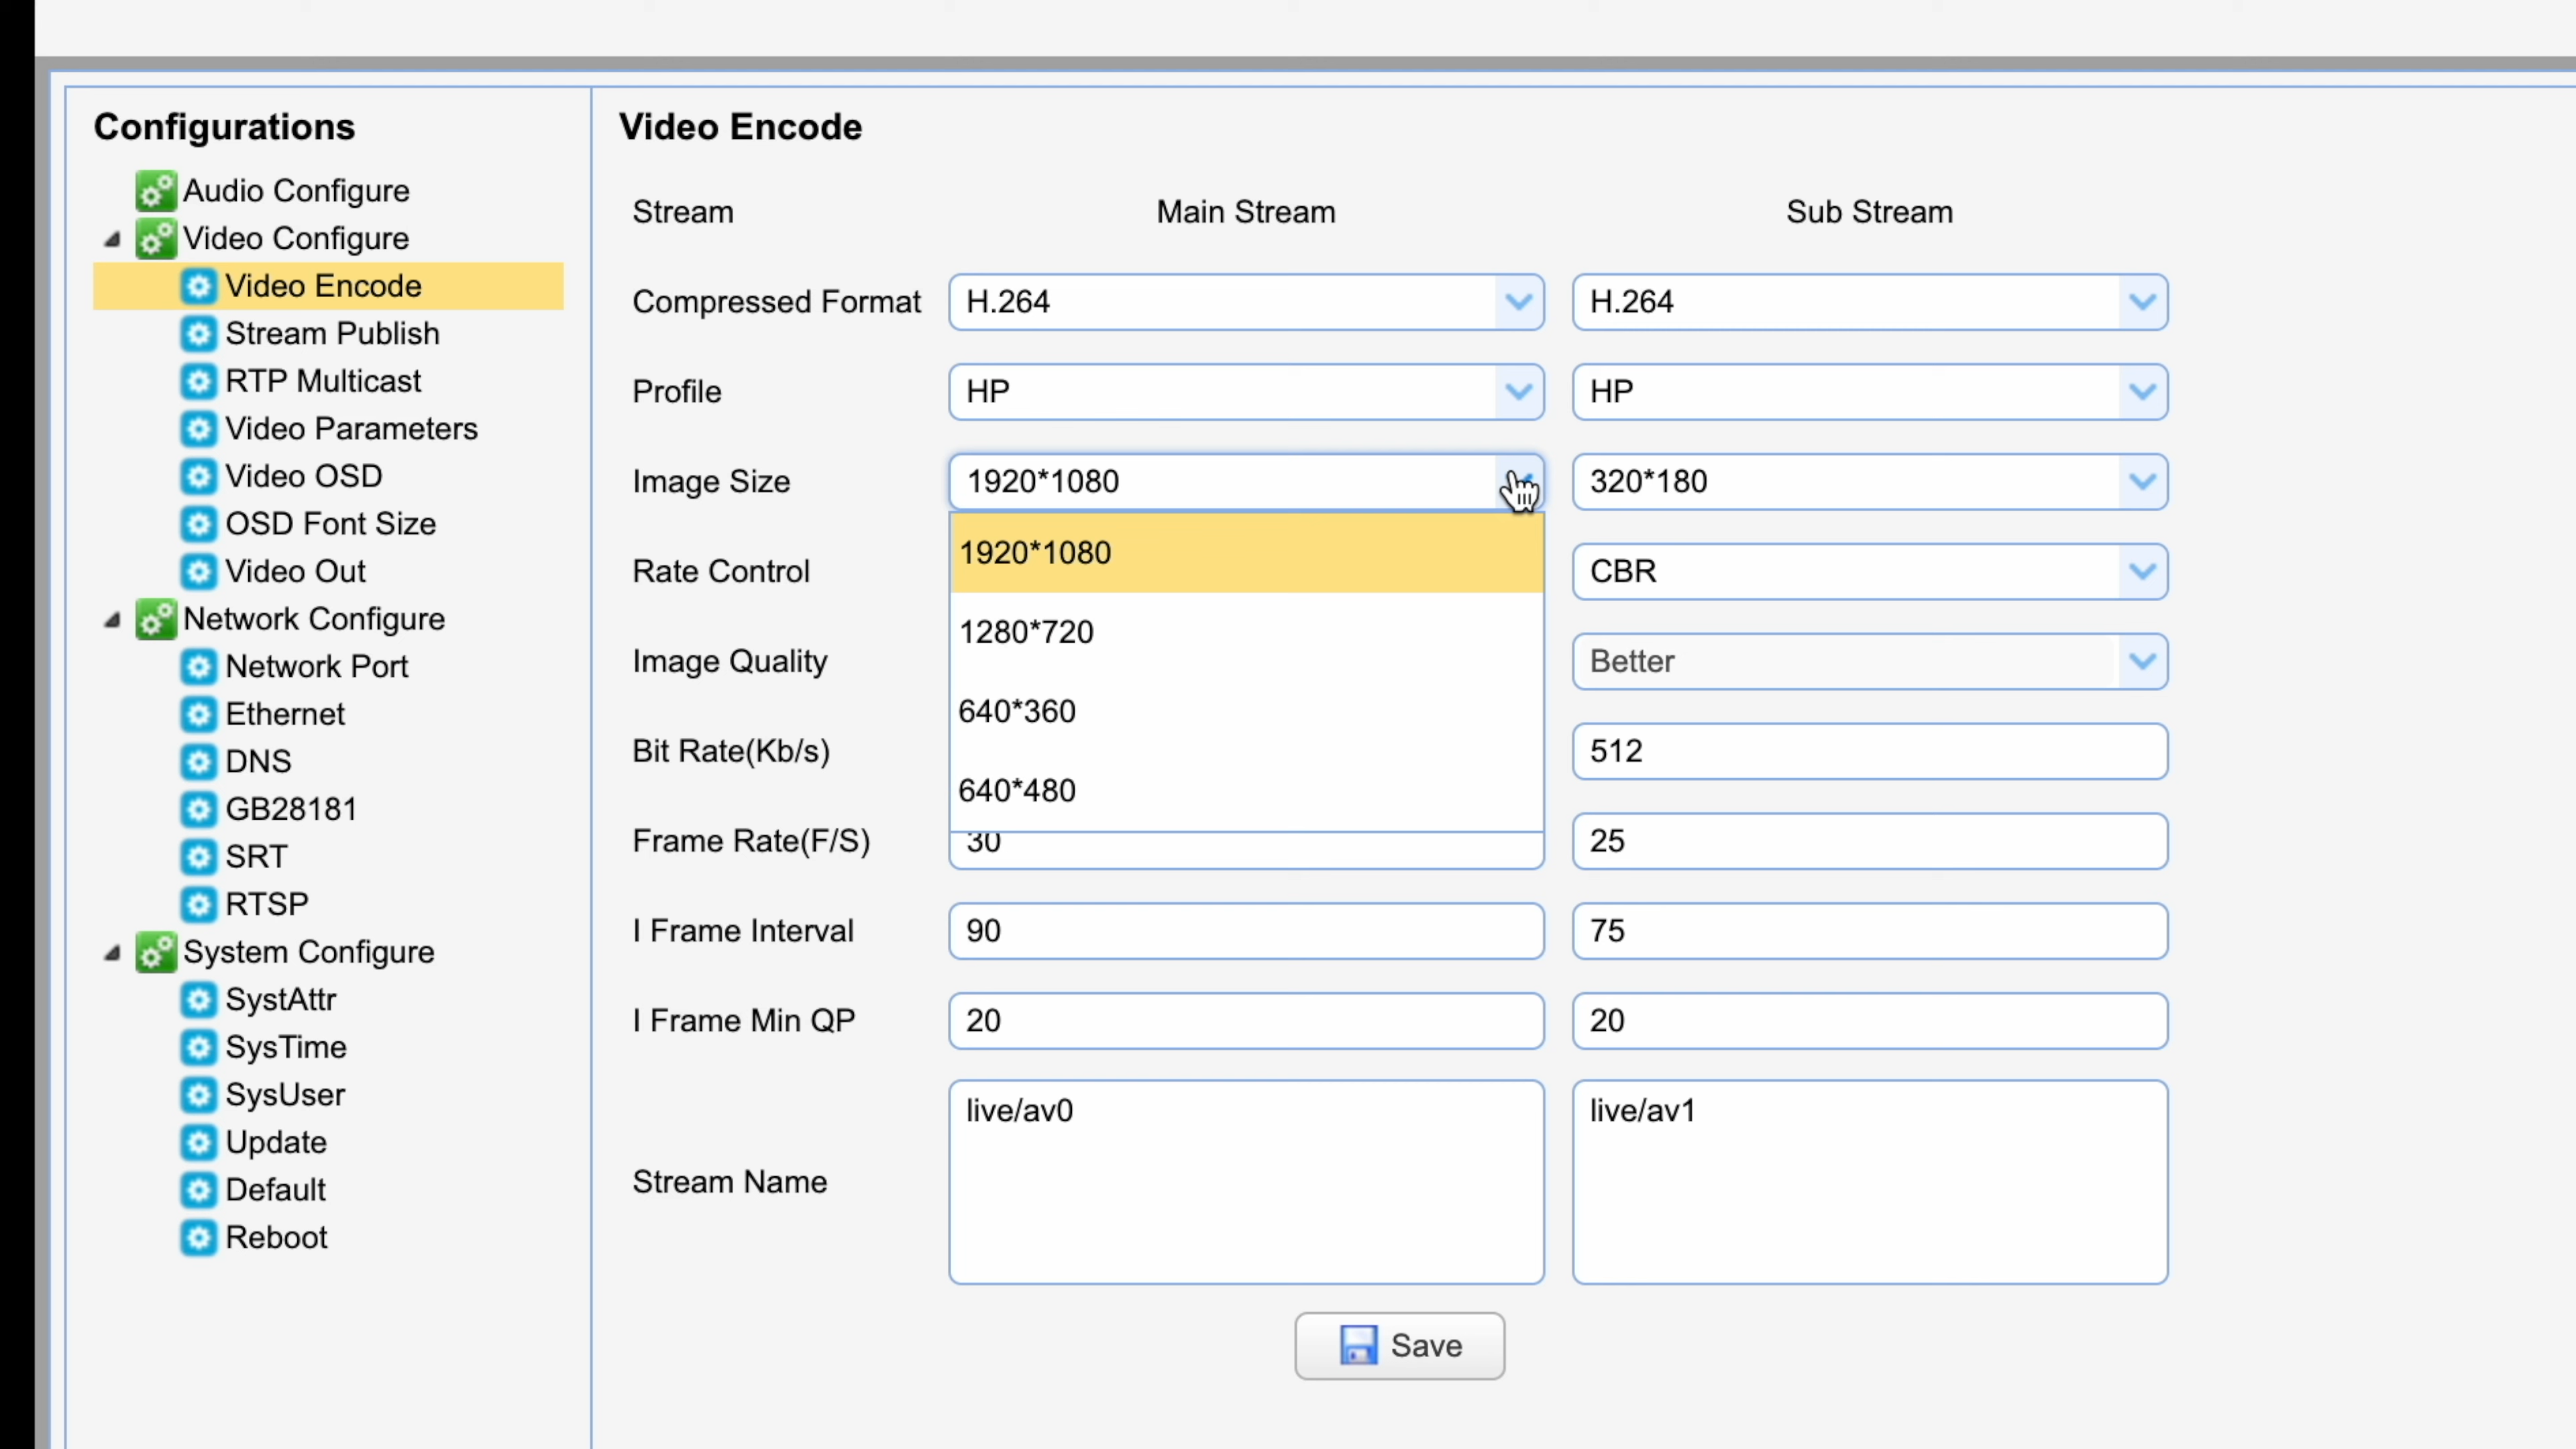 Configurations
Audio Configure
Video Configure
Video Encode
Stream Publish
RTP Multicast
Video Parameters
Video OSD
OSD Font Size
Video Out
Network Configure
Network Port
Ethernet
DNS
GB28181
SRT
RTSP
System Configure
SystAttr
SysTime
SysUser
Update
Default
Reboot
Video Encode
Stream Main Stream Sub Stream
Compressed Format H.264 H.264
Profile HP HP
Image Size 1920*1080 320*180
1920*1080
Rate Control CBR
1280*720
Image Quality Better
640*360
Bit Rate(Kb/s) 512
640*480
Frame Rate(F/S) 30 25
I Frame Interval 90 75
I Frame Min QP 20 20
live/av0 live/av1
Stream Name
Save